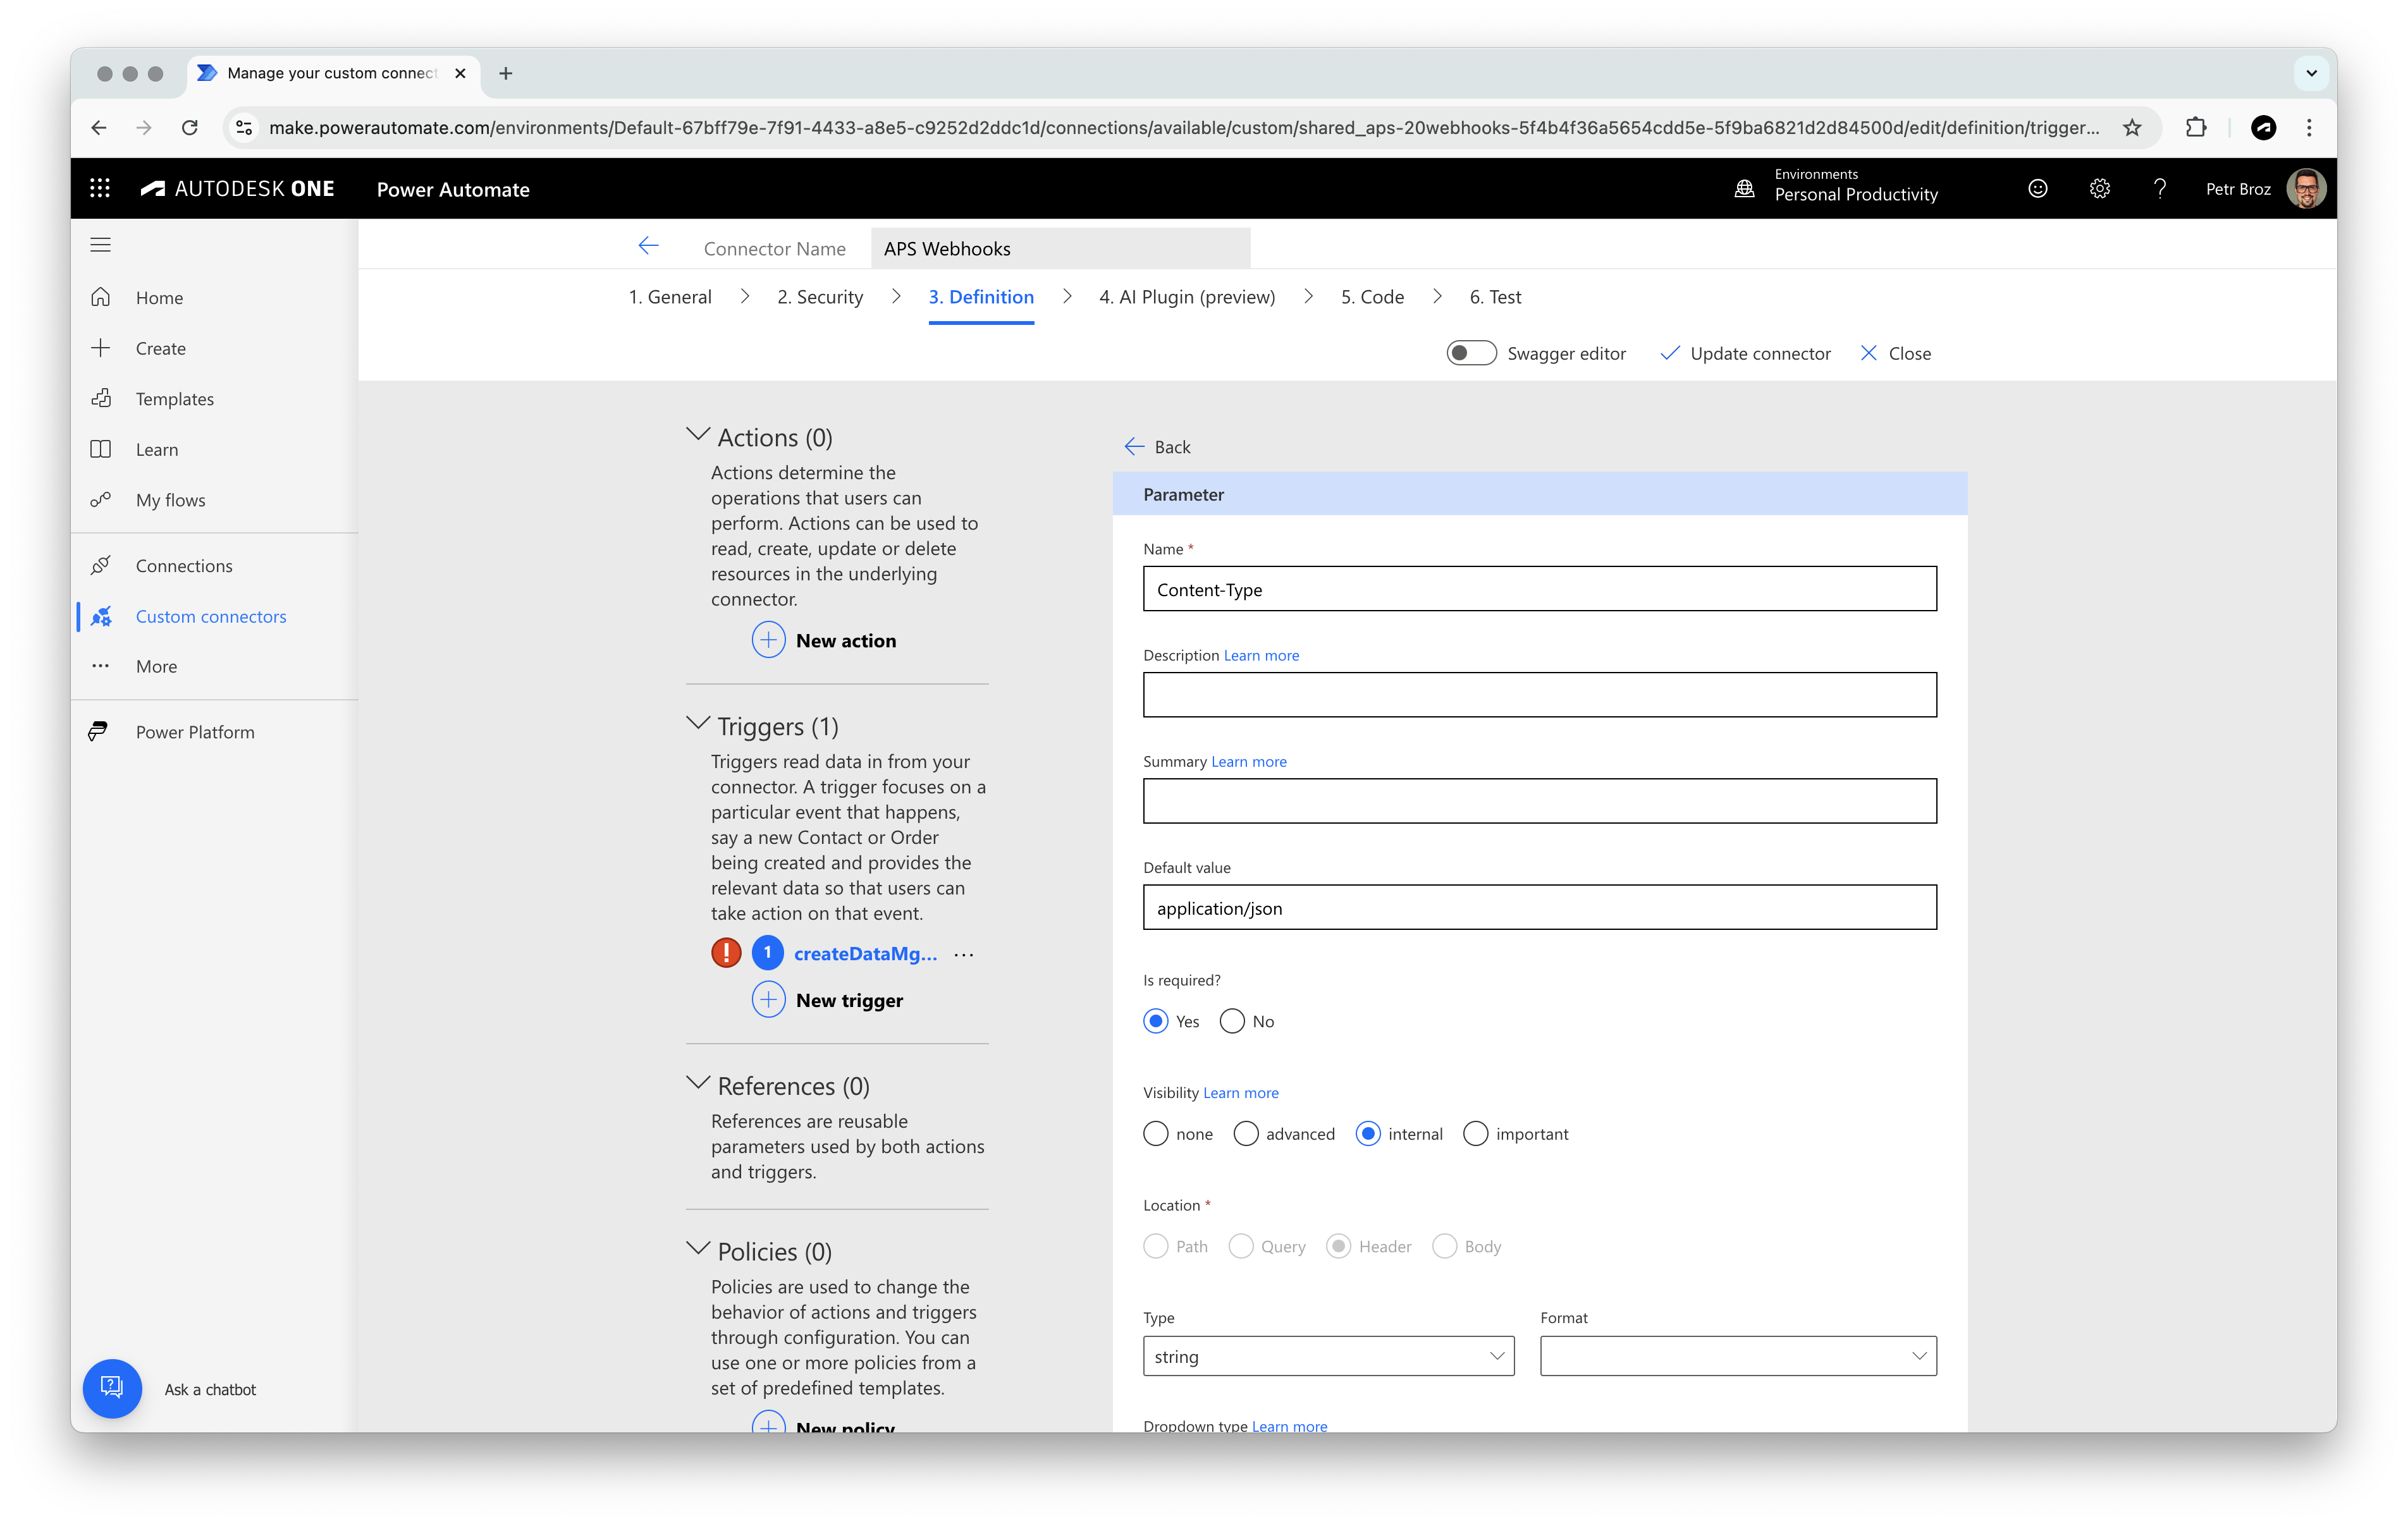 Manage your custom connect
make.powerautomate.com/environments/Default-67bff79e-7f91-4433-a8e5-c9252d2ddc1d/connections/available/custom/shared_aps-20webhooks-5f4b4f36a5654cdd5e-5f9ba6821d2d84500d/edit/definition/trigger...
AUTODESK ONE
Power Automate
Environments
Personal Productivity
Petr Broz
Connector Name
APS Webhooks
1. General
2. Security
3. Definition
4. AI Plugin (preview)
5. Code
6. Test
Swagger editor
Update connector
Close
Home
Create
Templates
Learn
My flows
Connections
Custom connectors
More
Power Platform
Ask a chatbot
Actions (0)
Actions determine the
operations that users can
perform. Actions can be used to
read, create, update or delete
resources in the underlying
connector.
New action
Triggers (1)
Triggers read data in from your
connector. A trigger focuses on a
particular event that happens,
say a new Contact or Order
being created and provides the
relevant data so that users can
take action on that event.
1 createDataMg... ...
New trigger
References (0)
References are reusable
parameters used by both actions
and triggers.
Policies (0)
Policies are used to change the
behavior of actions and triggers
through configuration. You can
use one or more policies from a
set of predefined templates.
New policy
Back
Parameter
Name *
Content-Type
Description Learn more
Summary Learn more
Default value
application/json
Is required?
Yes No
Visibility Learn more
none advanced internal important
Location *
Path Query Header Body
Type
string
Format
Dropdown type Learn more